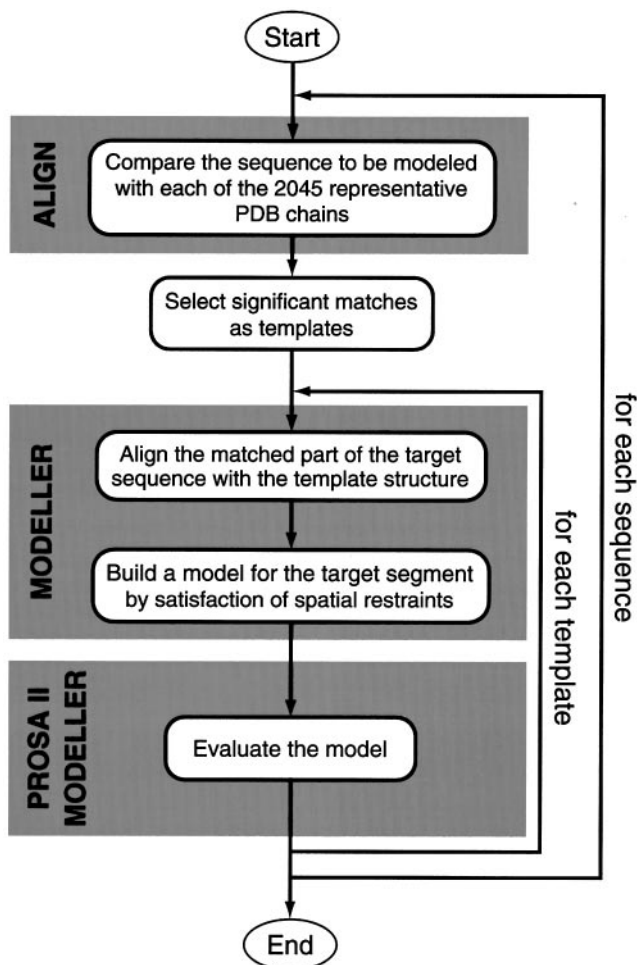 Start
ALIGN
Compare the sequence to be modeled
with each of the 2045 representative
PDB chains
Select significant matches
as templates
MODELLER
Align the matched part of the target
sequence with the template structure
Build a model for the target segment
by satisfaction of spatial restraints
PROSA II
MODELLER
Evaluate the model
for each template
for each sequence
End